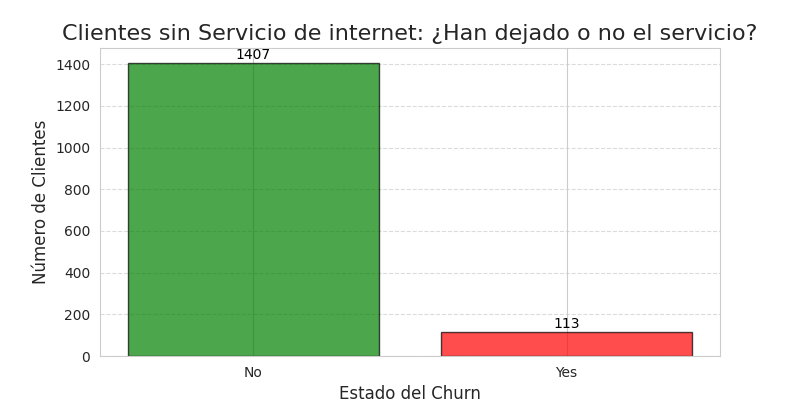 Clientes sin Servicio de internet: ¿Han dejado o no el servicio?
1407
1400
1200
1000
800
600
400
200
0
113
Número de Clientes
No
Yes
Estado del Churn